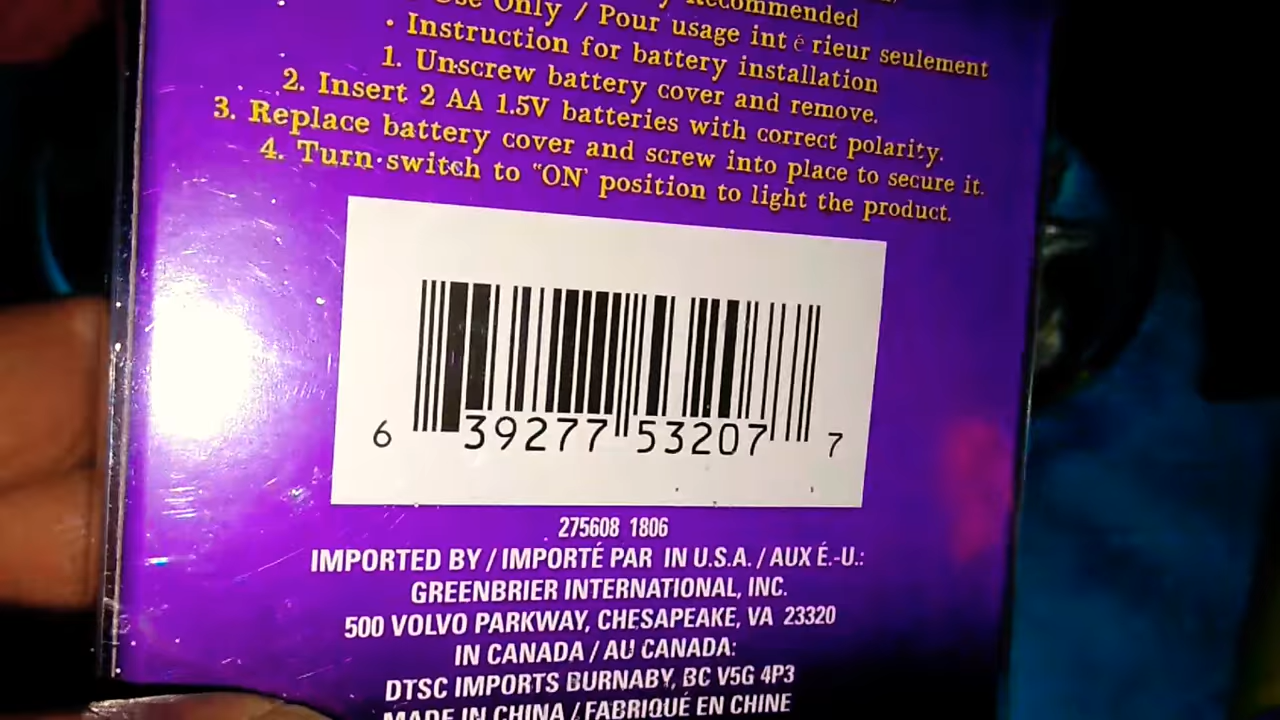 Recommended
Use Only / Pour usage int é rieur seulement
• Instruction for battery installation
1. Unscrew battery cover and remove.
2. Insert 2 AA 1.5V batteries with correct polarity.
3. Replace battery cover and screw into place to secure it.
4. Turn switch to "ON' position to light the product.
6 39277 53207 7
275608 1806
IMPORTED BY / IMPORTÉ PAR IN U.S.A. / AUX É.-U.:
GREENBRIER INTERNATIONAL, INC.
500 VOLVO PARKWAY, CHESAPEAKE, VA 23320
IN CANADA / AU CANADA:
DTSC IMPORTS BURNABY, BC V5G 4P3
MADE IN CHINA / FABRIQUÉ EN CHINE